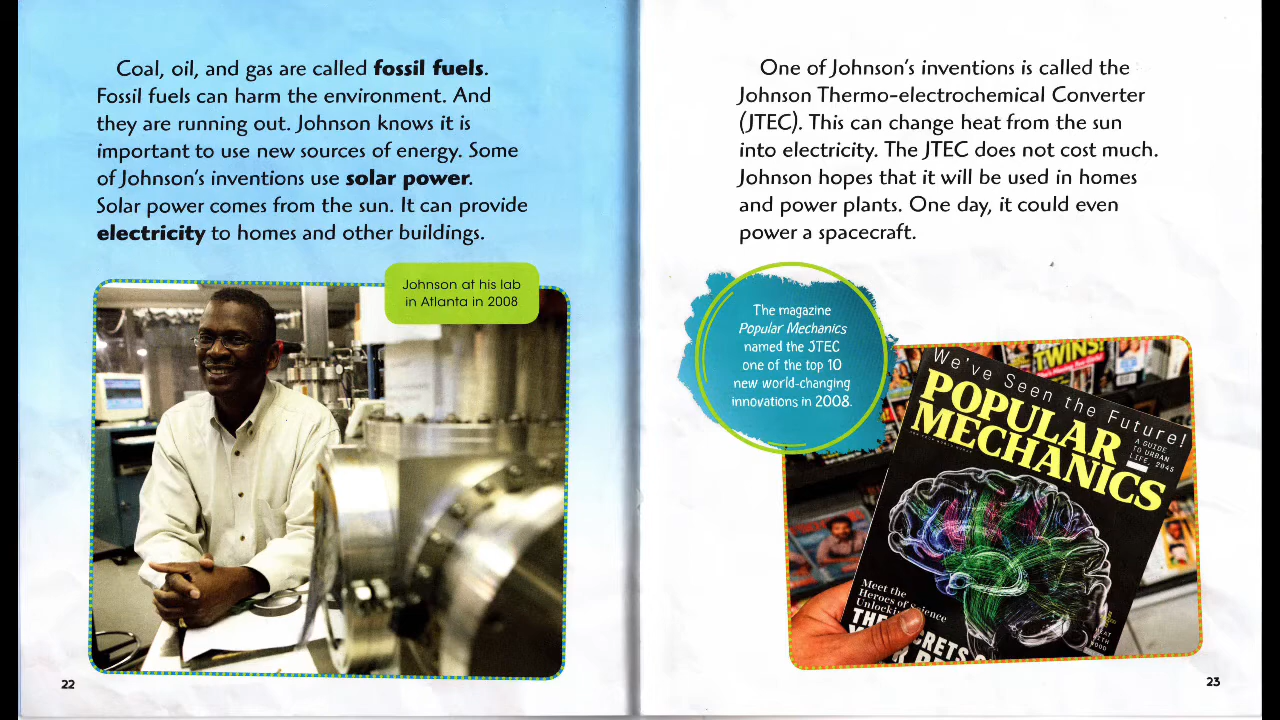 Coal, oil, and gas are called fossil fuels.
Fossil fuels can harm the environment. And
they are running out. Johnson knows it is
important to use new sources of energy. Some
of Johnson's inventions use solar power.
Solar power comes from the sun. It can provide
electricity to homes and other buildings.
Johnson at his lab
in Atlanta in 2008
22
One of Johnson's inventions is called the
Johnson Thermo-electrochemical Converter
(JTEC). This can change heat from the sun
into electricity. The JTEC does not cost much.
Johnson hopes that it will be used in homes
and power plants. One day, it could even
power a spacecraft.
The magazine
Popular Mechanics
named the JTEC
one of the top 10
new world-changing
innovations in 2008.
TWINS!
We've Seen the Future!
POPULAR
MECHANICS
A GUIDE
TO URBAN
LIFE, 2045
Meet the
Heroes of Science
23